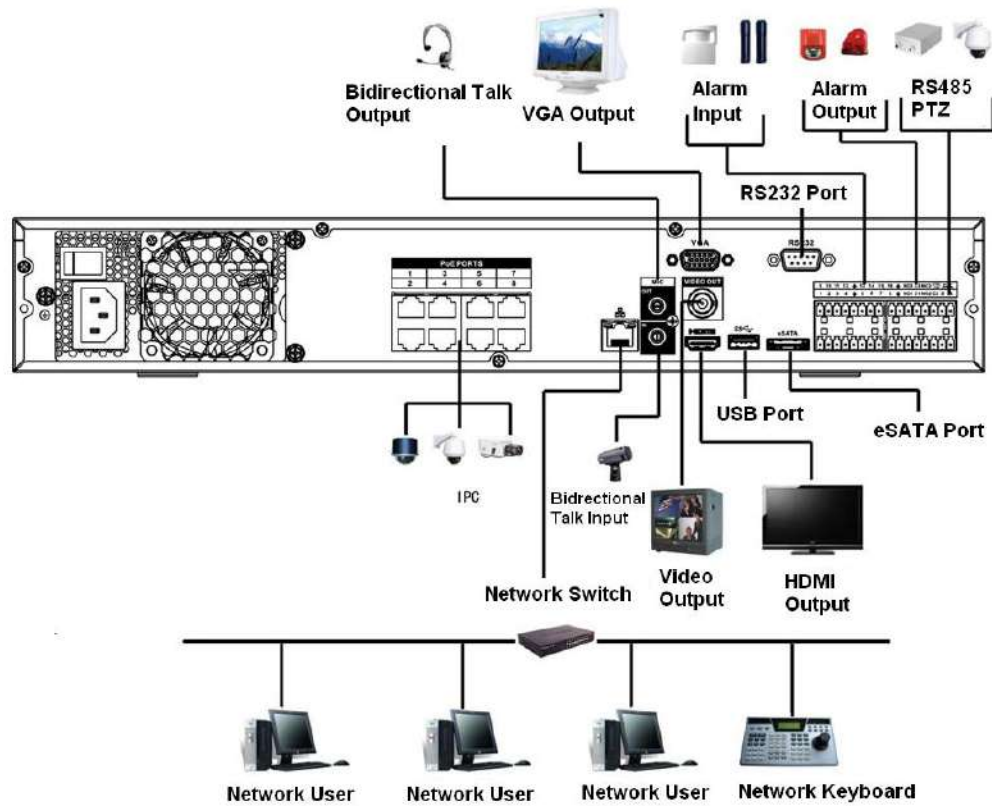 Bidirectional Talk
Output
VGA Output
Alarm
Input
Alarm
Output
RS485
PTZ
RS232 Port
VGA
RS232
PoE PORTS
1 3 5 7
2 4 6 8
MIC
OUT
VIDEO OUT
HDMI
eSATA
USB Port
eSATA Port
IPC
Bidrectional
Talk Input
Network Switch
Video
Output
HDMI
Output
Network User
Network User
Network User
Network Keyboard